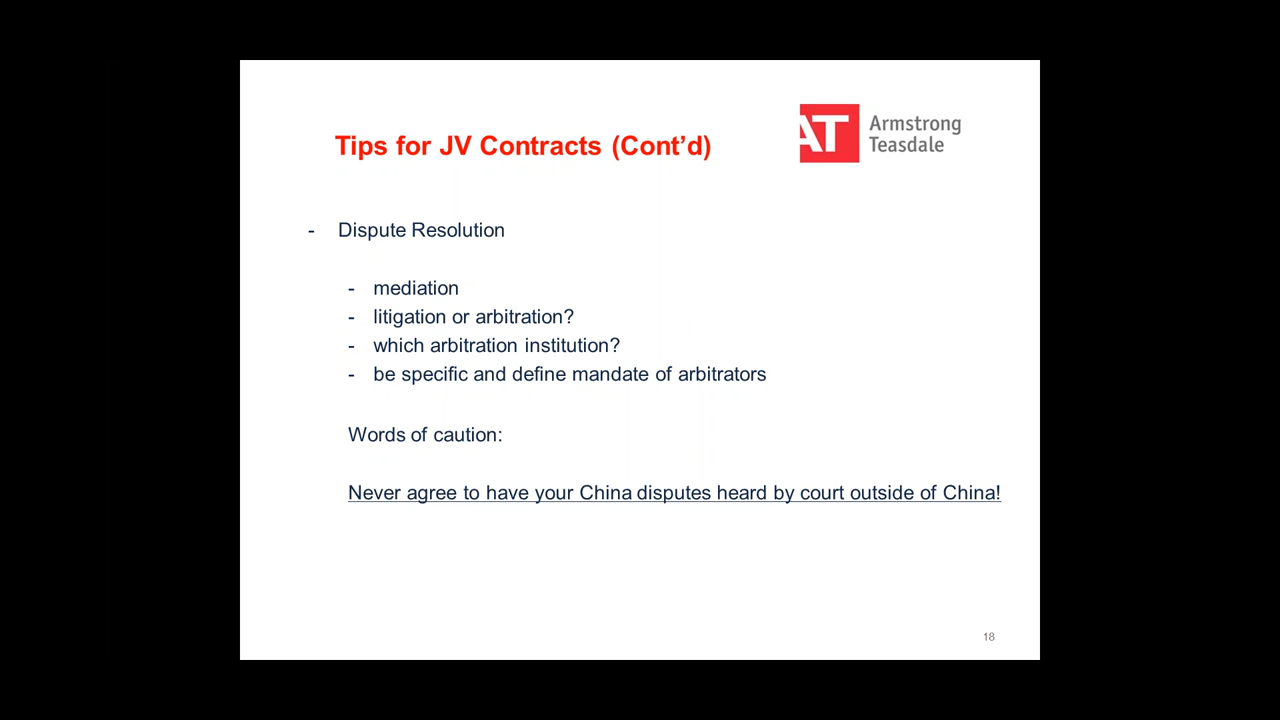 Tips for JV Contracts (Cont’d)
AT
Armstrong
Teasdale
- Dispute Resolution
- mediation
- litigation or arbitration?
- which arbitration institution?
- be specific and define mandate of arbitrators
Words of caution:
Never agree to have your China disputes heard by court outside of China!
18